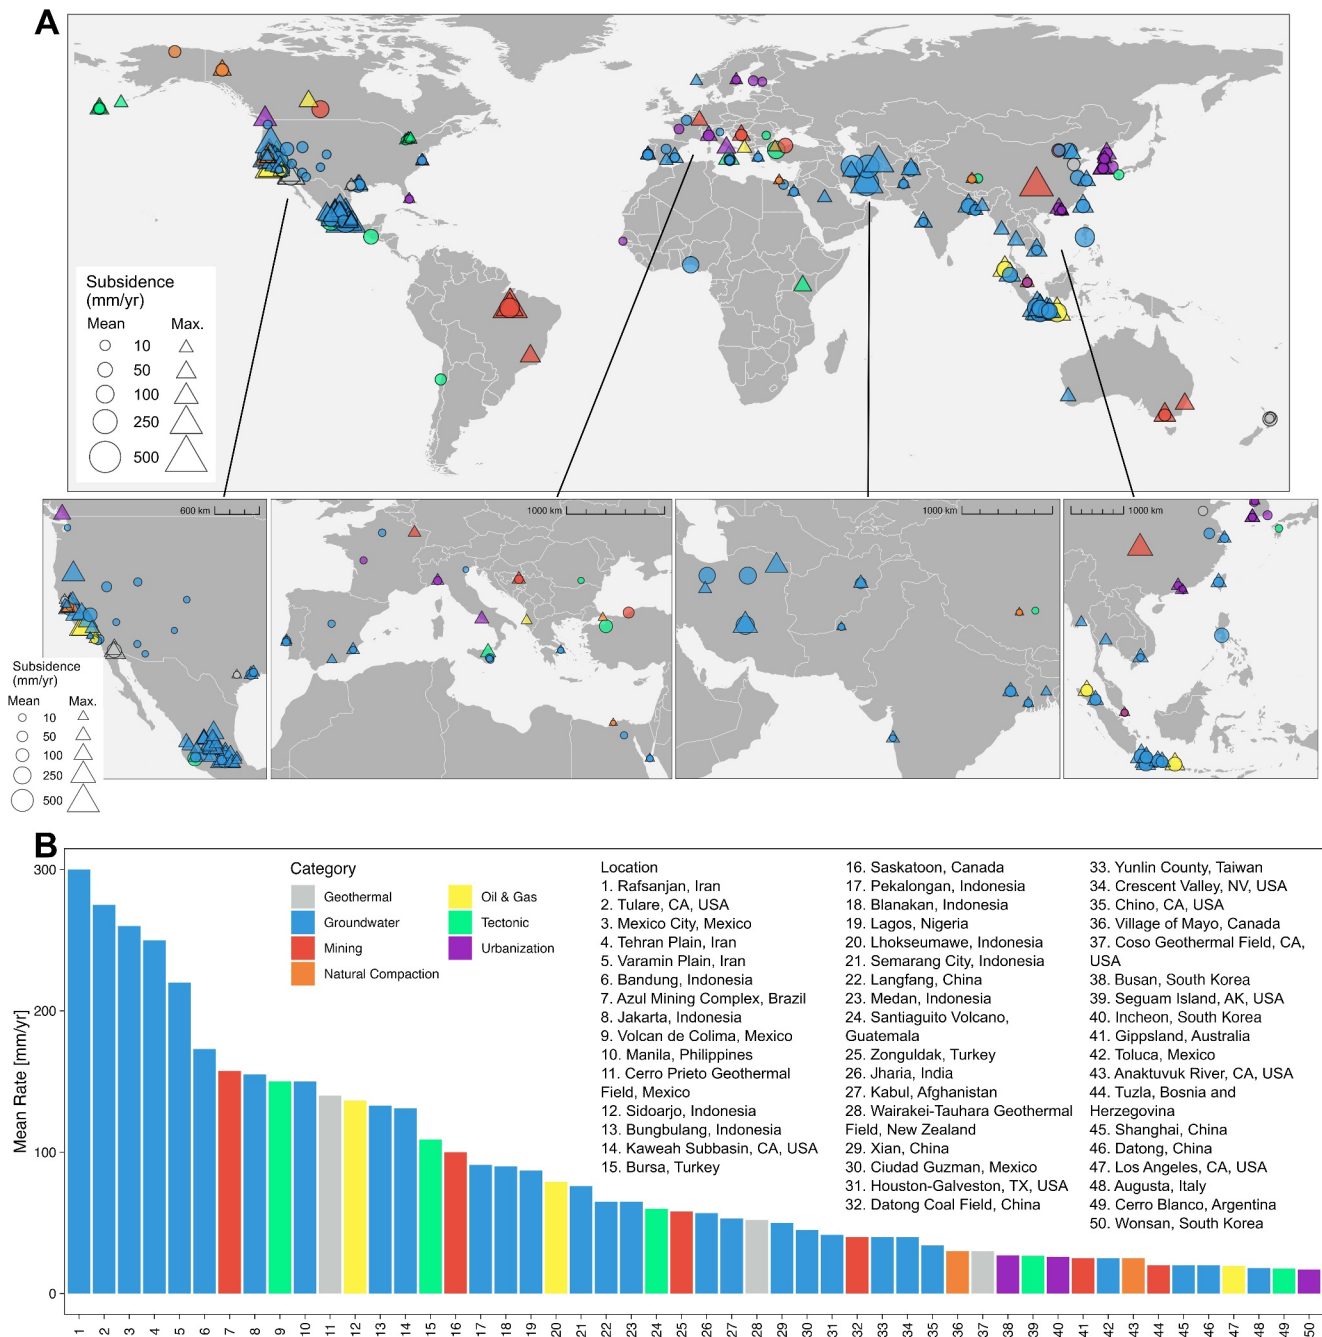 A
Subsidence
(mm/yr)
Mean Max.
10
50
100
250
500
600 km
1000 km
1000 km
1000 km
Subsidence
(mm/yr)
Mean Max.
10
50
100
250
500
B
Mean Rate [mm/yr]
300
200
100
0
Category
Geothermal
Groundwater
Mining
Natural Compaction
Oil & Gas
Tectonic
Urbanization
Location
1. Rafsanjan, Iran
2. Tulare, CA, USA
3. Mexico City, Mexico
4. Tehran Plain, Iran
5. Varamin Plain, Iran
6. Bandung, Indonesia
7. Azul Mining Complex, Brazil
8. Jakarta, Indonesia
9. Volcan de Colima, Mexico
10. Manila, Philippines
11. Cerro Prieto Geothermal
Field, Mexico
12. Sidoarjo, Indonesia
13. Bungbulang, Indonesia
14. Kaweah Subbasin, CA, USA
15. Bursa, Turkey
16. Saskatoon, Canada
17. Pekalongan, Indonesia
18. Blanakan, Indonesia
19. Lagos, Nigeria
20. Lhokseumawe, Indonesia
21. Semarang City, Indonesia
22. Langfang, China
23. Medan, Indonesia
24. Santiaguito Volcano,
Guatemala
25. Zonguldak, Turkey
26. Jharia, India
27. Kabul, Afghanistan
28. Wairakei-Tauhara Geothermal
Field, New Zealand
29. Xian, China
30. Ciudad Guzman, Mexico
31. Houston-Galveston, TX, USA
32. Datong Coal Field, China
33. Yunlin County, Taiwan
34. Crescent Valley, NV, USA
35. Chino, CA, USA
36. Village of Mayo, Canada
37. Coso Geothermal Field, CA,
USA
38. Busan, South Korea
39. Seguam Island, AK, USA
40. Incheon, South Korea
41. Gippsland, Australia
42. Toluca, Mexico
43. Anaktuvuk River, CA, USA
44. Tuzla, Bosnia and
Herzegovina
45. Shanghai, China
46. Datong, China
47. Los Angeles, CA, USA
48. Augusta, Italy
49. Cerro Blanco, Argentina
50. Wonsan, South Korea
1 2 3 4 5 6 7 8 9 10 11 12 13 14 15 16 17 18 19 20 21 22 23 24 25 26 27 28 29 30 31 32 33 34 35 36 37 38 39 40 41 42 43 44 45 46 47 48 49 50